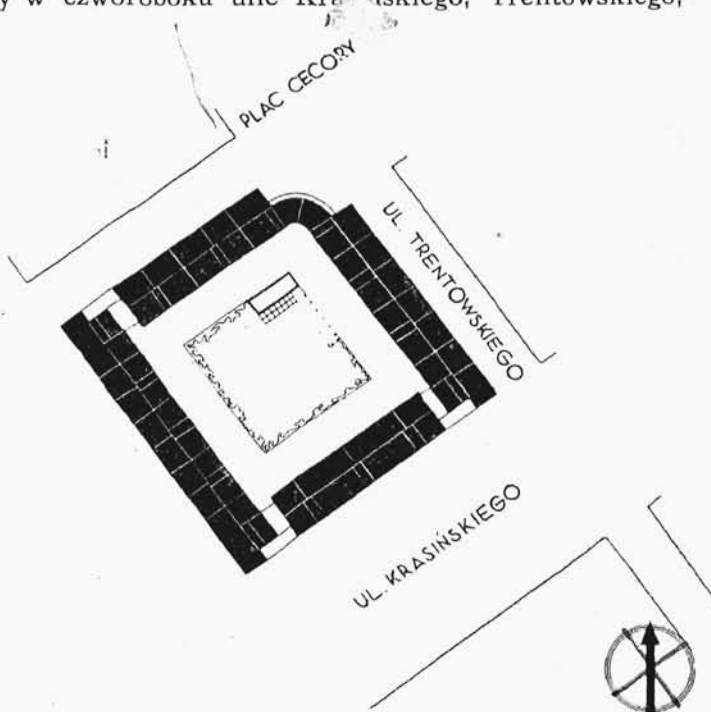 w czworoboku ulic Trentowskiego,
PLAC CECORY
UL. TRENTOWSKIEGO
UL. KRASIŃSKIEGO